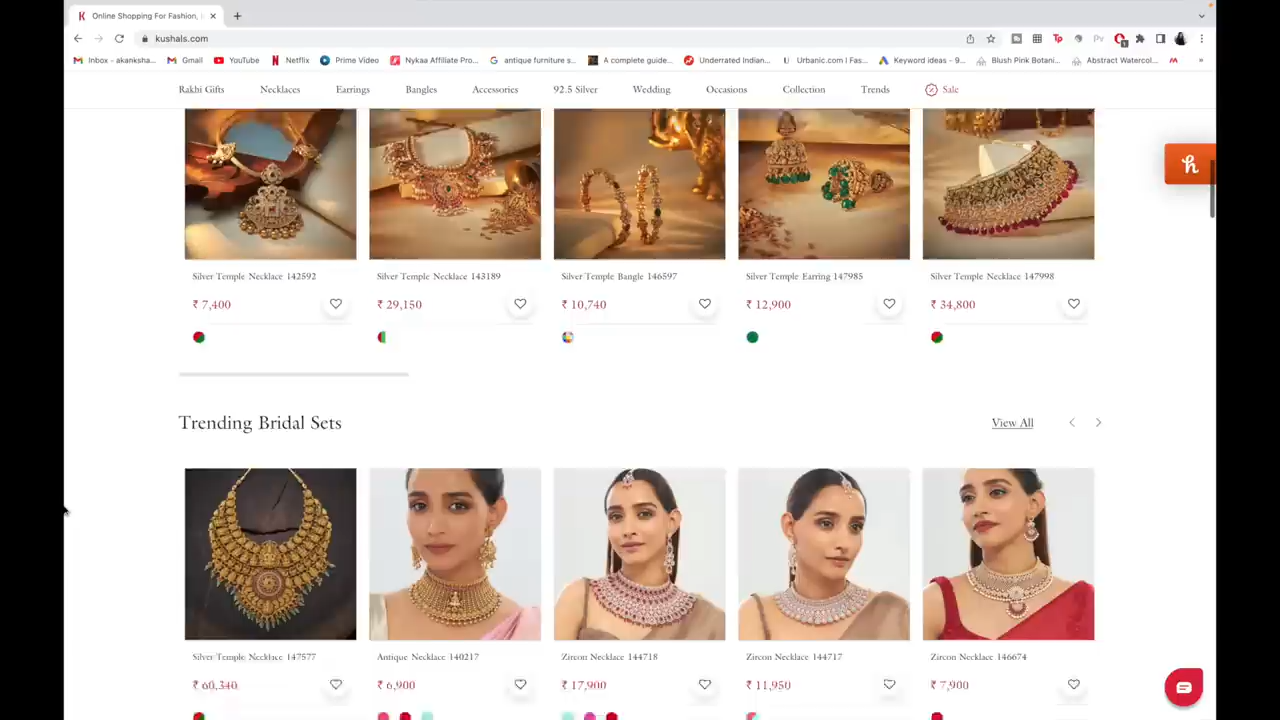 Online Shopping For Fashion,
kushals.com
Inbox - akanksha... Gmail YouTube Netflix Prime Video Nykaa Affiliate Pro... antique furniture s... A complete guide... Underrated Indian... Urbanic.com I Fas... Keyword ideas - 9... Blush Pink Botani... Abstract Watercol...
Rakhi Gifts Necklaces Earrings Bangles Accessories 92.5 Silver Wedding Occasions Collection Trends Sale
Silver Temple Necklace 142592 Silver Temple Necklace 143189 Silver Temple Bangle 146597 Silver Temple Earring 147985 Silver Temple Necklace 147998
₹ 7,400 ₹ 29,150 ₹ 10,740 ₹ 12,900 ₹ 34,800
Trending Bridal Sets View All
Silver Temple Necklace 147577 Antique Necklace 140217 Zircon Necklace 144718 Zircon Necklace 144717 Zircon Necklace 146674
₹ 60,340 ₹ 6,900 ₹ 17,900 ₹ 11,950 ₹ 7,900